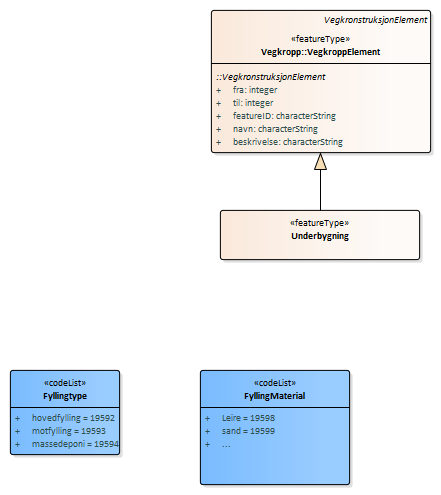 VegkronstruksjonElement
«featureType»
Vegkropp::VegkroppElement
::VegkronstruksjonElement
+ fra: integer
+ til: integer
+ featureID: characterString
+ navn: characterString
+ beskrivelse: characterString
«featureType»
Underbygning
«codeList»
Fyllingtype
+ hovedfylling = 19592
+ motfylling = 19593
+ massedeponi = 19594
«codeList»
FyllingMaterial
+ Leire = 19598
+ sand = 19599
+ ...